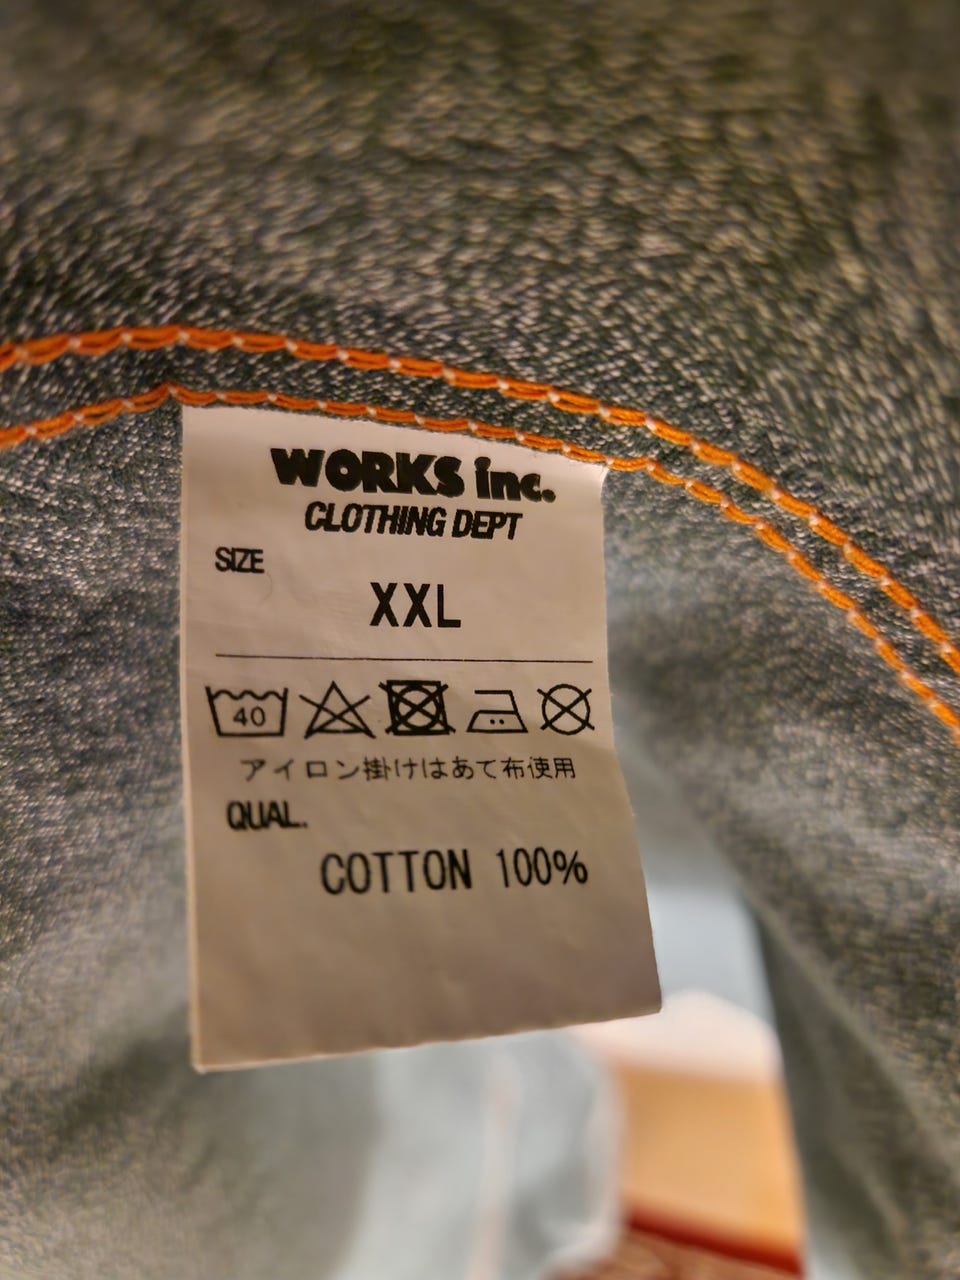 WORKS inc.
CLOTHING DEPT
SIZE
XXL
40
アイロン掛けはあて布使用
QUAL.
COTTON 100%